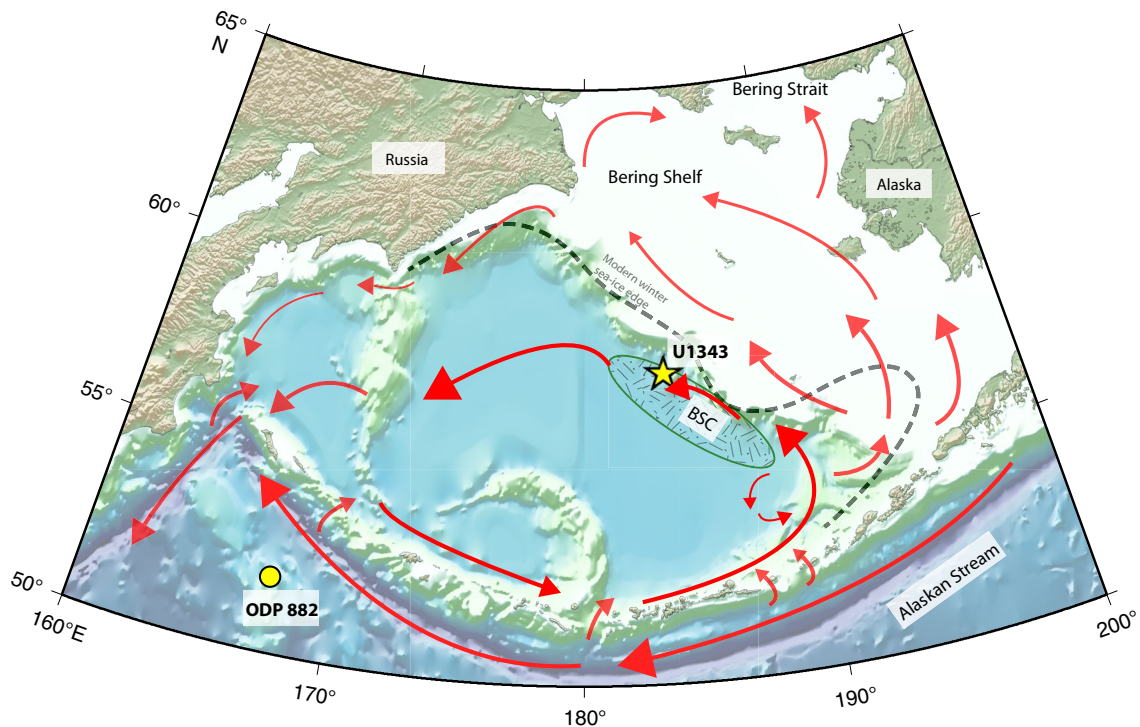 65°
N
Bering Strait
Russia
Bering Shelf
Alaska
60°
Modern winter
sea-ice edge
U1343
55°
BSC
Alaskan Stream
50°
ODP 882
160°E
200°
170°
190°
180°